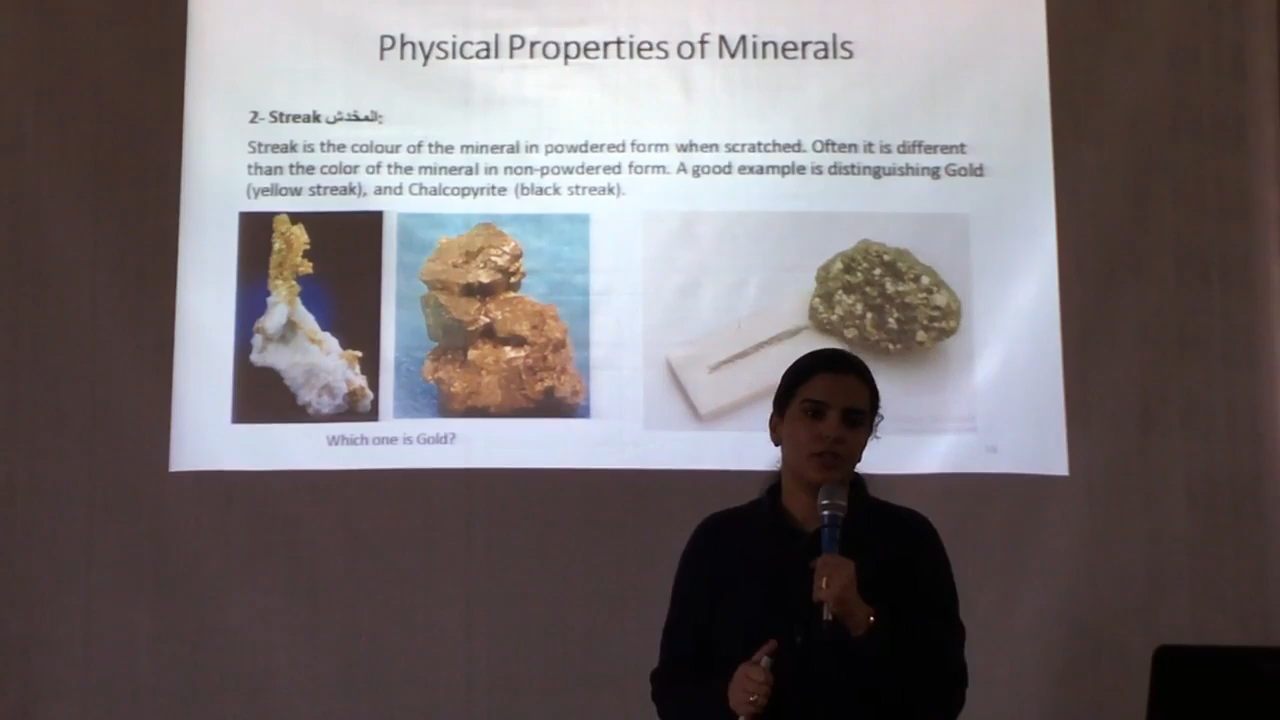 Physical Properties of Minerals
2- Streak المخدش:
Streak is the colour of the mineral in powdered form when scratched. Often it is different
than the color of the mineral in non-powdered form. A good example is distinguishing Gold
(yellow streak), and Chalcopyrite (black streak).
Which one is Gold?